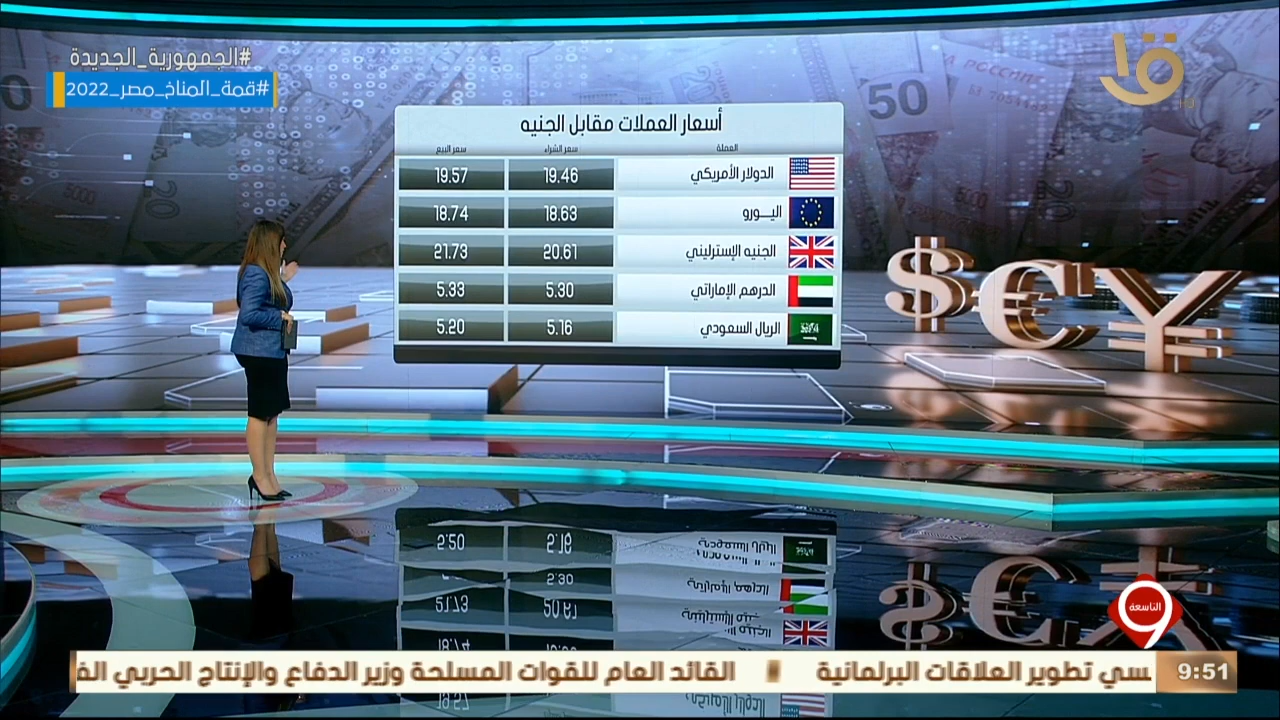 #الجمهورية_الجديدة
#قمة_المناخ_مصر_2022
أسعار العملات مقابل الجنيه
العملة سعر الشراء سعر البيع
الدولار الأمريكي 19.46 19.57
اليـــورو 18.63 18.74
الجنيه الإسترليني 20.61 21.73
الدرهم الإماراتي 5.30 5.33
الريال السعودي 5.16 5.20
50
التاسعة
9
سي تطوير العلاقات البرلمانية القائد العام للقوات المسلحة وزير الدفاع والإنتاج الحربي
9:51